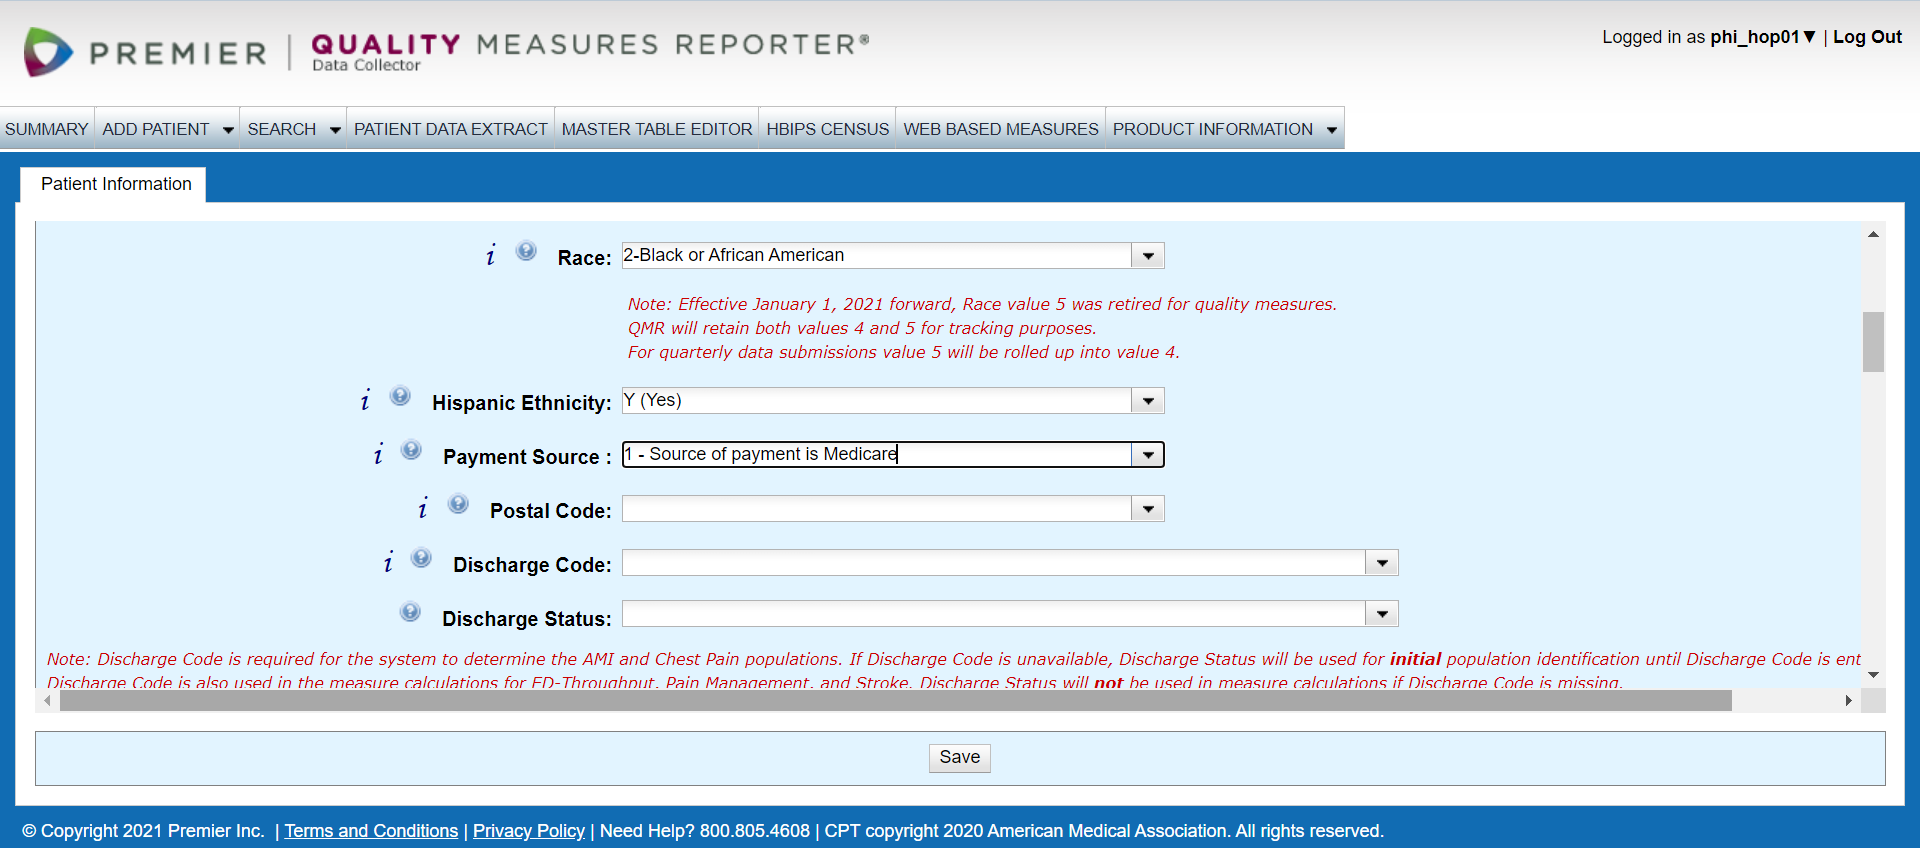 PREMIER | QUALITY MEASURES REPORTER®
Data Collector
Logged in as phi_hop01▼ | Log Out
SUMMARY ADD PATIENT SEARCH PATIENT DATA EXTRACT MASTER TABLE EDITOR HBIPS CENSUS WEB BASED MEASURES PRODUCT INFORMATION
Patient Information
i ? Race: 2-Black or African American
Note: Effective January 1, 2021 forward, Race value 5 was retired for quality measures.
QMR will retain both values 4 and 5 for tracking purposes.
For quarterly data submissions value 5 will be rolled up into value 4.
i ? Hispanic Ethnicity: Y (Yes)
i ? Payment Source : 1 - Source of payment is Medicare
i ? Postal Code:
i ? Discharge Code:
? Discharge Status:
Note: Discharge Code is required for the system to determine the AMI and Chest Pain populations. If Discharge Code is unavailable, Discharge Status will be used for initial population identification until Discharge Code is ent
Discharge Code is also used in the measure calculations for ED-Throughput, Pain Management, and Stroke. Discharge Status will not be used in measure calculations if Discharge Code is missing.
Save
© Copyright 2021 Premier Inc. | Terms and Conditions | Privacy Policy | Need Help? 800.805.4608 | CPT copyright 2020 American Medical Association. All rights reserved.